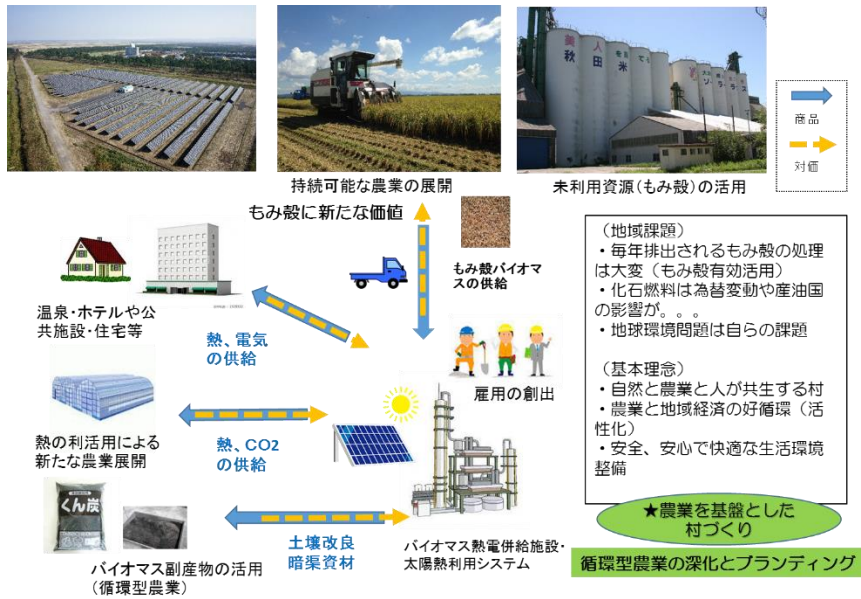 美人を育てる
秋田米
ソーラス
商品
対価
持続可能な農業の展開
未利用資源(もみ殻)の活用
もみ殻に新たな価値
もみ殻バイオマ
スの供給
温泉・ホテルや公
共施設・住宅等
熱、電気
の供給
雇用の創出
熱の利活用による
新たな農業展開
熱、CO2
の供給
くん炭
バイオマス副産物の活用
(循環型農業)
土壌改良
暗渠資材
バイオマス熱電併給施設・
太陽熱利用システム
(地域課題)
・毎年排出されるもみ殻の処理
は大変(もみ殻有効活用)
・化石燃料は為替変動や産油国
の影響が。。。
・地球環境問題は自らの課題
(基本理念)
・自然と農業と人が共生する村
・農業と地域経済の好循環(活
性化)
・安全、安心で快適な生活環境
整備
★農業を基盤とした
村づくり
循環型農業の深化とブランディング